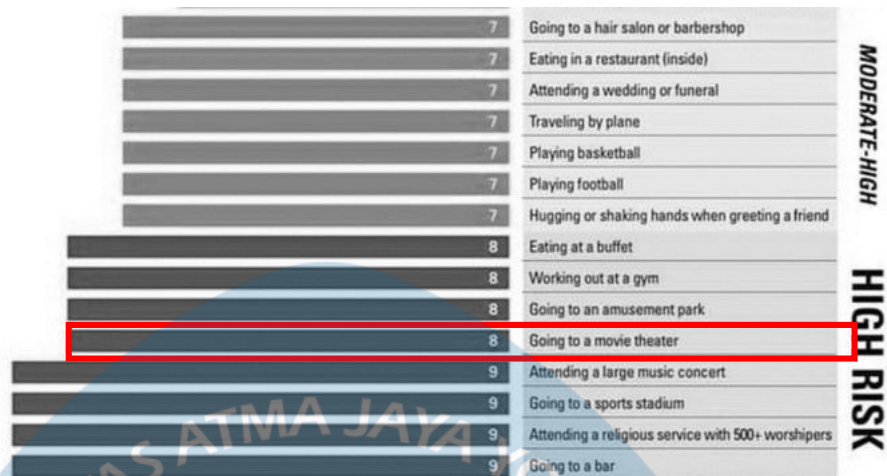 7 Going to a hair salon or barbershop
7 Eating in a restaurant (inside)
7 Attending a wedding or funeral
7 Traveling by plane
7 Playing basketball
7 Playing football
7 Hugging or shaking hands when greeting a friend
MODERATE-HIGH
8 Eating at a buffet
8 Working out at a gym
8 Going to an amusement park
8 Going to a movie theater
9 Attending a large music concert
9 Going to a sports stadium
9 Attending a religious service with 500+ worshipers
9 Going to a bar
HIGH RISK
AS ATMA JAYA